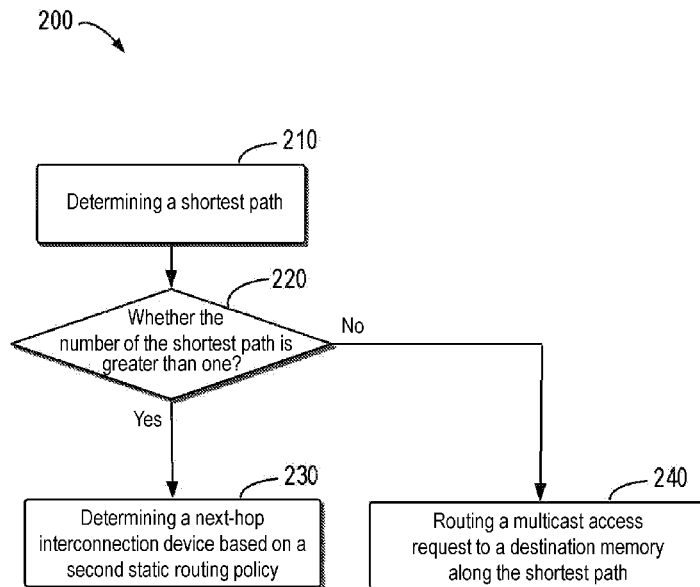 200
210
Determining a shortest path
220
Whether the
number of the shortest path is
greater than one?
No
Yes
230
Determining a next-hop
interconnection device based on a
second static routing policy
240
Routing a multicast access
request to a destination memory
along the shortest path